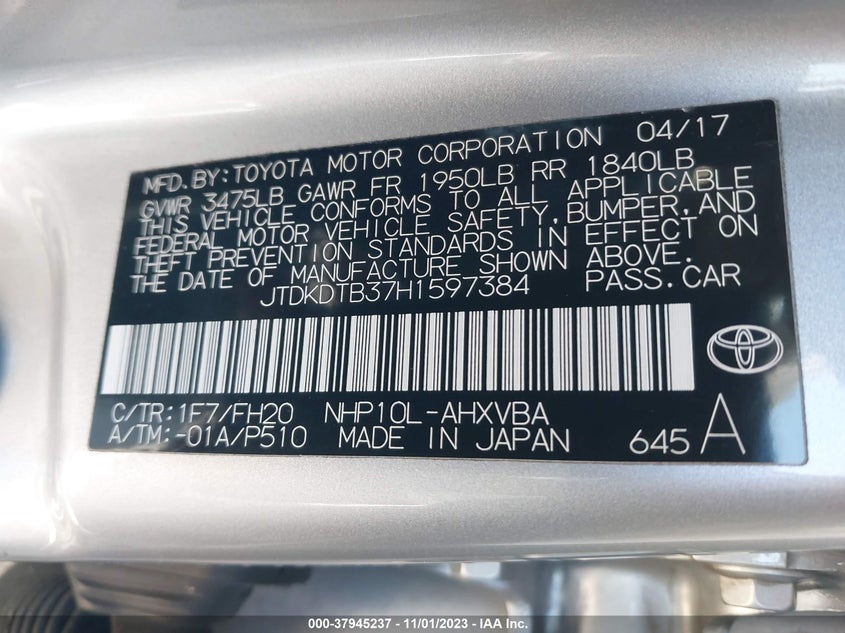 MFD. BY: TOYOTA MOTOR CORPORATION 04/17
GVWR 3475LB GAWR FR 1950LB RR 1840LB
THIS VEHICLE CONFORMS TO ALL APPLICABLE
FEDERAL MOTOR VEHICLE SAFETY, BUMPER, AND
THEFT PREVENTION STANDARDS IN EFFECT ON
THE DATE OF MANUFACTURE SHOWN ABOVE.
JTDKDTB37H1597384 PASS. CAR
C/TR: 1F7/FH20 NHP10L-AHXVBA
A/TM:-01A/P510 MADE IN JAPAN 645 A
000-37945237 - 11/01/2023 - IAA Inc.